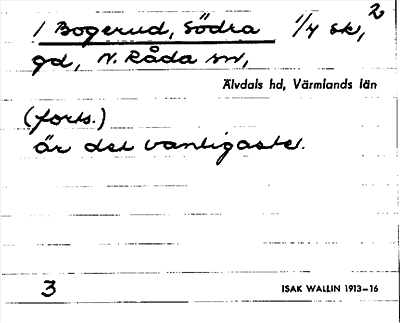 1 Bogerud, Södra 1/4 sk, 2
gd, N. Råda sn,
Älvdals hd, Värmlands län
(forts.)
är det vanligaste.
3
ISAK WALLIN 1913–16